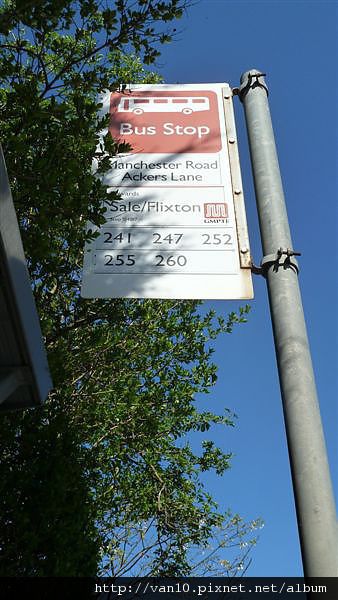 Bus Stop
Manchester Road
Ackers Lane
towards
Sale/Flixton
GMPTE
241 247 252
255 260
http://van10.pixnet.net/album